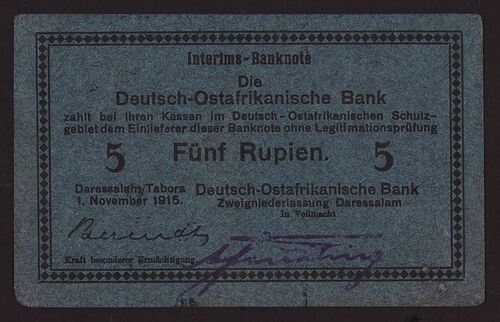 Interims-Banknote
Die
Deutsch-Ostafrikanische Bank
zahlt bei Ihren Kassen im Deutsch-Ostafrikanischen Schutz-
gebiet dem Einlieferer dieser Banknote ohne Legitimationsprüfung
5 Fünf Rupien. 5
Daressalam/Tabora
1. November 1915.
Deutsch-Ostafrikanische Bank
Zweigniederlassung Daressalam
in Vollmacht
Berendt
Kraft besonderer Ermächtigung.